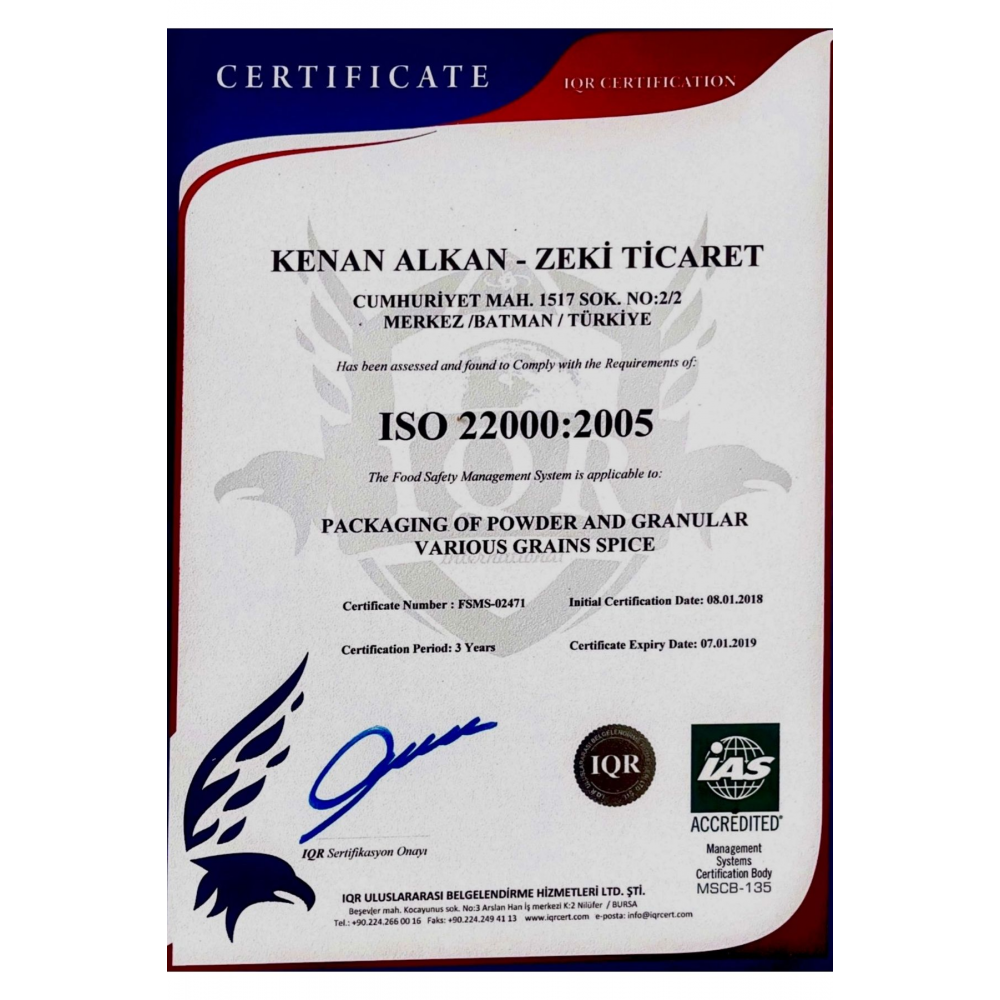 CERTIFICATE
IQR CERTIFICATION
KENAN ALKAN - ZEKİ TİCARET
CUMHURİYET MAH. 1517 SOK. NO:2/2
MERKEZ /BATMAN / TÜRKİYE
Has been assessed and found to Comply with the Requirements of:
ISO 22000:2005
The Food Safety Management System is applicable to:
PACKAGING OF POWDER AND GRANULAR
VARIOUS GRAINS SPICE
IQR
International
Certificate Number : FSMS-02471
Initial Certification Date: 08.01.2018
Certification Period: 3 Years
Certificate Expiry Date: 07.01.2019
IQR
IAS
ACCREDITED
Management
Systems
Certification Body
MSCB-135
IQR Sertifikasyon Onayı
IQR ULUSLARARASI BELGELENDİRME HİZMETLERİ LTD. ŞTİ.
Beşevler mah. Kocayunus sok. No:3 Arslan Han İş merkezi K:2 Nilüfer / BURSA
Tel.: +90.224.266 00 16 Faks: +90.224.249 41 13 www.iqrcert.com e-posta: info@iqrcert.com